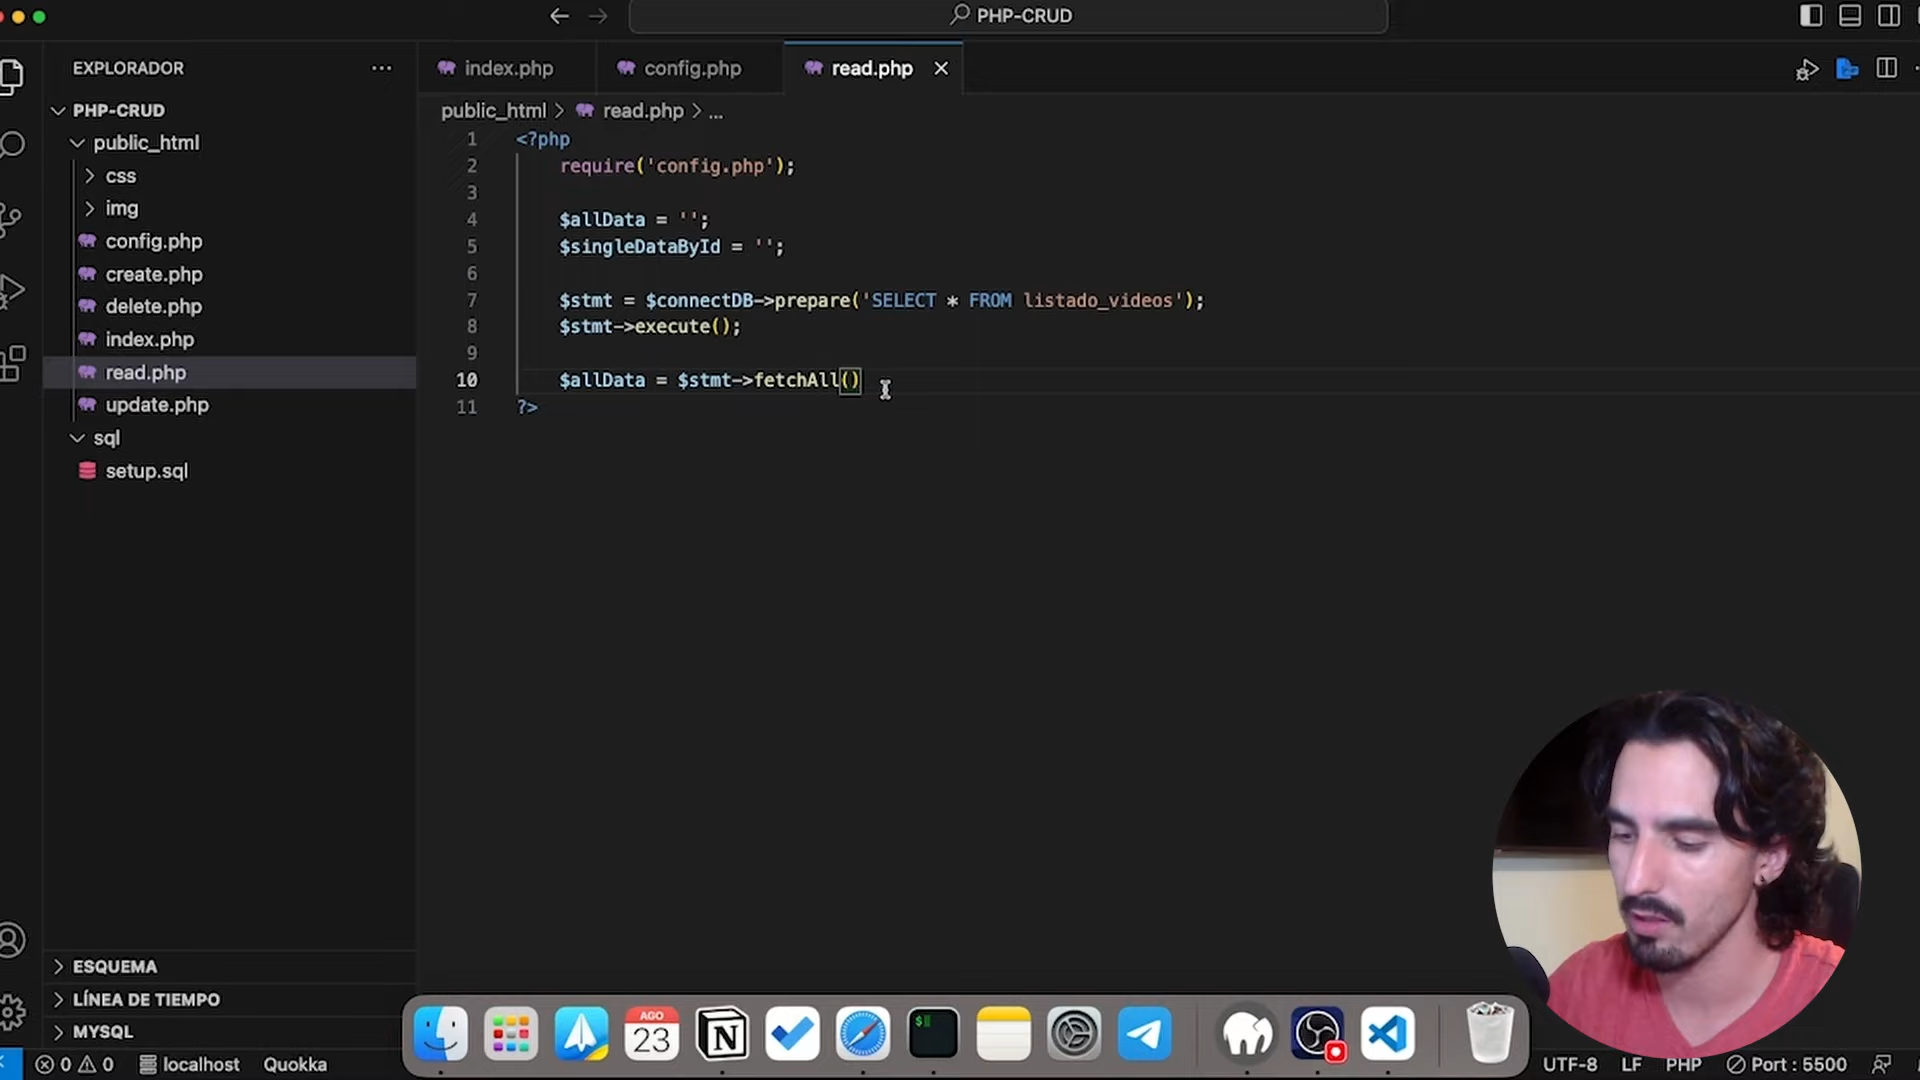 PHP-CRUD
EXPLORADOR
index.php
config.php
read.php
PHP-CRUD
public_html
css
img
config.php
create.php
delete.php
index.php
read.php
update.php
sql
setup.sql
public_html > read.php > ...
1 <?php
2 require('config.php');
3
4 $allData = '';
5 $singleDataById = '';
6
7 $stmt = $connectDB->prepare('SELECT * FROM listado_videos');
8 $stmt->execute();
9
10 $allData = $stmt->fetchAll()
11 ?>
ESQUEMA
LÍNEA DE TIEMPO
MYSQL
AGO
23
0 0 localhost Quokka
UTF-8 LF PHP Port : 5500